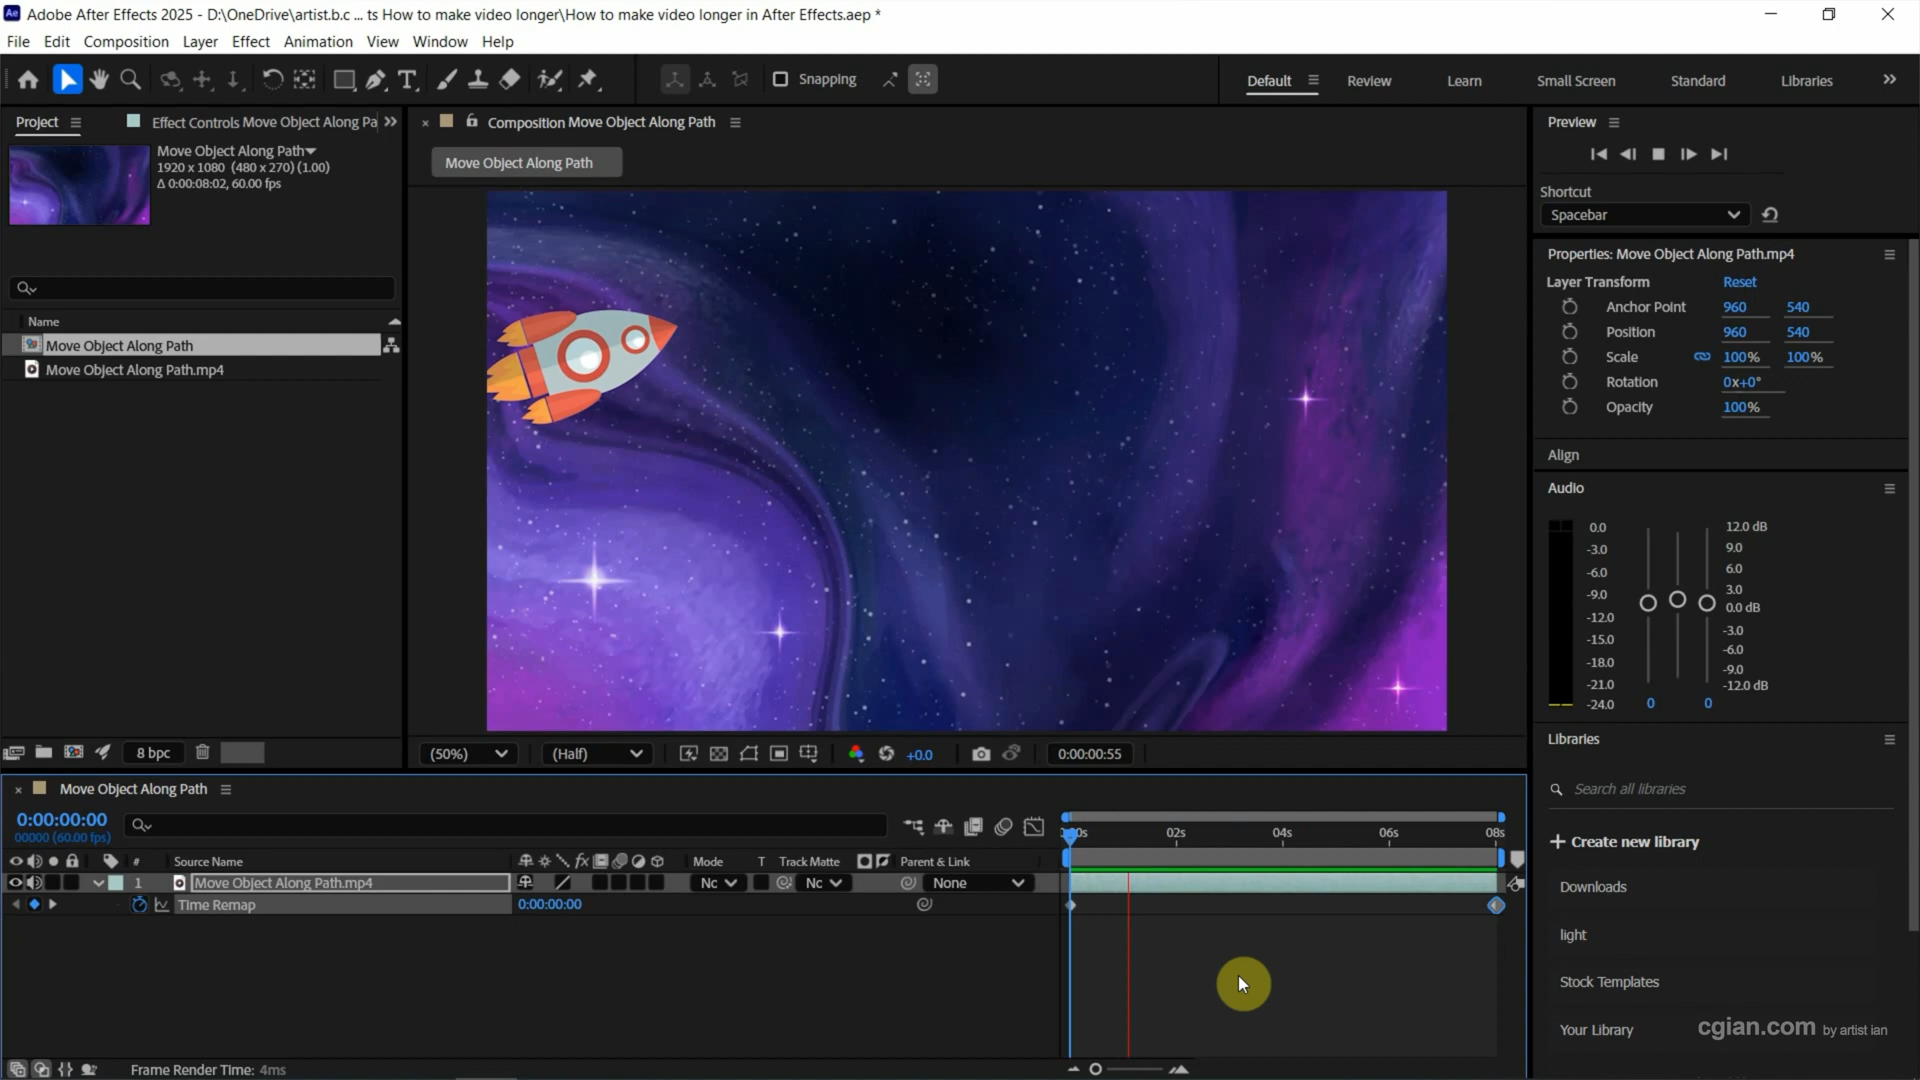 Ae Adobe After Effects 2025 - D:\OneDrive\artist.b.c ... ts How to make video longer\How to make video longer in After Effects.aep *
File Edit Composition Layer Effect Animation View Window Help
Snapping
Default Review Learn Small Screen Standard Libraries
Project
Effect Controls Move Object Along Pa
Composition Move Object Along Path
Preview
Move Object Along Path
1920 x 1080 (480 x 270) (1.00)
Δ 0:00:08:02, 60.00 fps
Move Object Along Path
Shortcut
Spacebar
Properties: Move Object Along Path.mp4
Layer Transform Reset
Anchor Point 960 540
Position 960 540
Scale 100% 100%
Rotation 0x+0°
Opacity 100%
Name
Move Object Along Path
Move Object Along Path.mp4
Align
Audio
0.0
-3.0
-6.0
-9.0
-12.0
-15.0
-18.0
-21.0
-24.0
12.0 dB
9.0
6.0
3.0
0.0 dB
-3.0
-6.0
-9.0
-12.0 dB
0 0
8 bpc
(50%) (Half) +0.0 0:00:00:55
Libraries
Search all libraries
+ Create new library
Downloads
light
Stock Templates
Your Library
cgian.com by artist ian
Move Object Along Path
0:00:00:00
00000 (60.00 fps)
02s 04s 06s 08s
# Source Name fx Mode T Track Matte Parent & Link
1 Move Object Along Path.mp4 Nc Nc None
Time Remap 0:00:00:00
Frame Render Time: 4ms